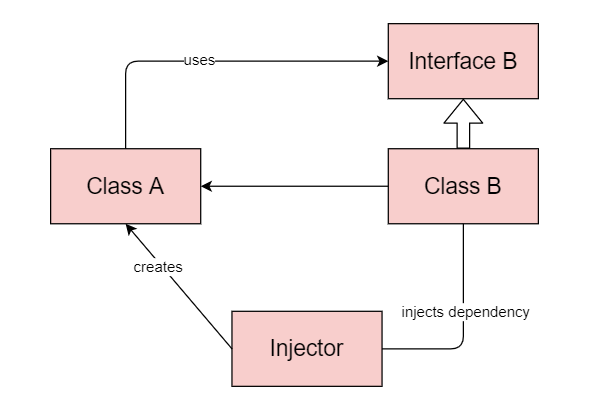 Interface B
uses
Class A
Class B
creates
injects dependency
Injector